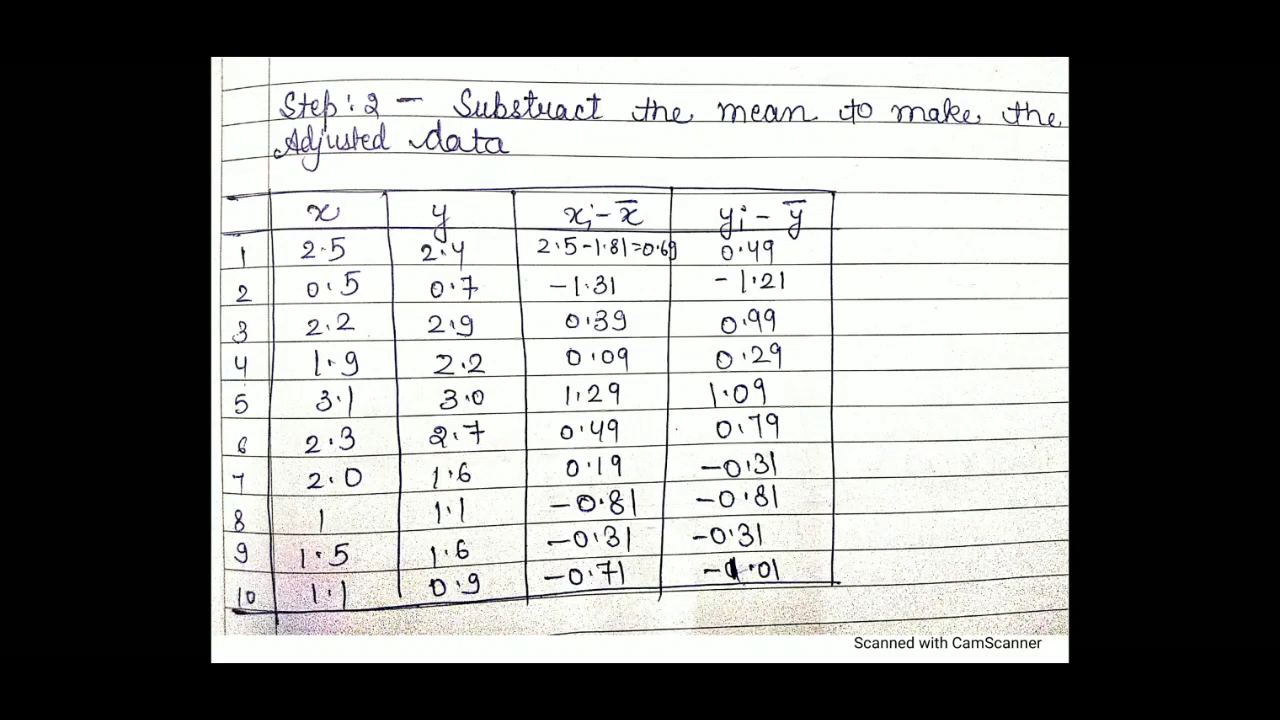 Step: 2 - Substract the mean to make the
Adjusted data
x y xi - x̅ yi - y̅
1 2.5 2.4 2.5-1.81=0.69 0.49
2 0.5 0.7 -1.31 -1.21
3 2.2 2.9 0.39 0.99
4 1.9 2.2 0.09 0.29
5 3.1 3.0 1.29 1.09
6 2.3 2.7 0.49 0.79
7 2.0 1.6 0.19 -0.31
8 1 1.1 -0.81 -0.81
9 1.5 1.6 -0.31 -0.31
10 1.1 0.9 -0.71 -1.01
Scanned with CamScanner